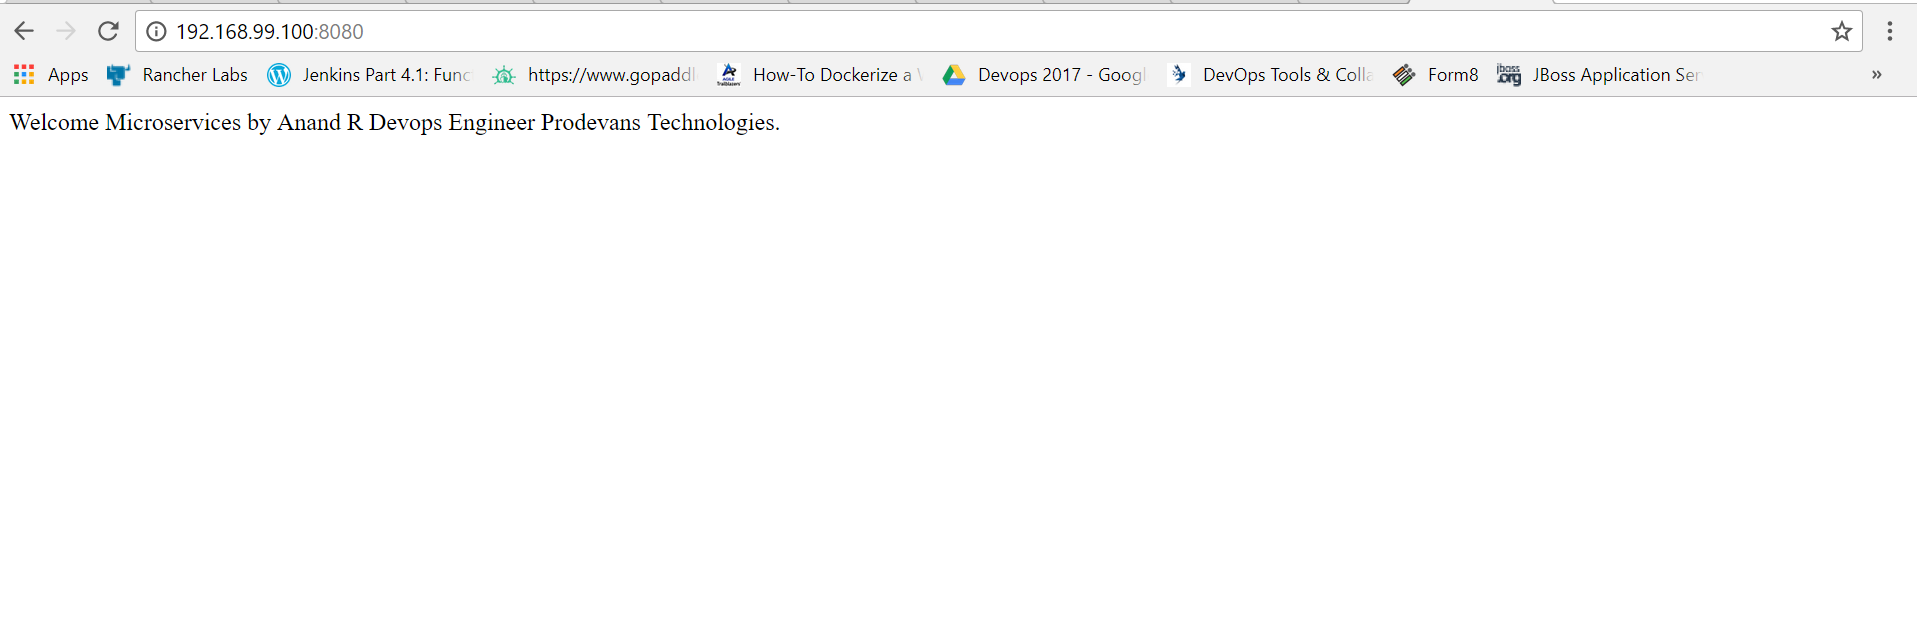 192.168.99.100:8080
Apps Rancher Labs Jenkins Part 4.1: Func https://www.gopaddl How-To Dockerize a Devops 2017 - Googl DevOps Tools & Colla Form8 JBoss Application Ser »
Welcome Microservices by Anand R Devops Engineer Prodevans Technologies.